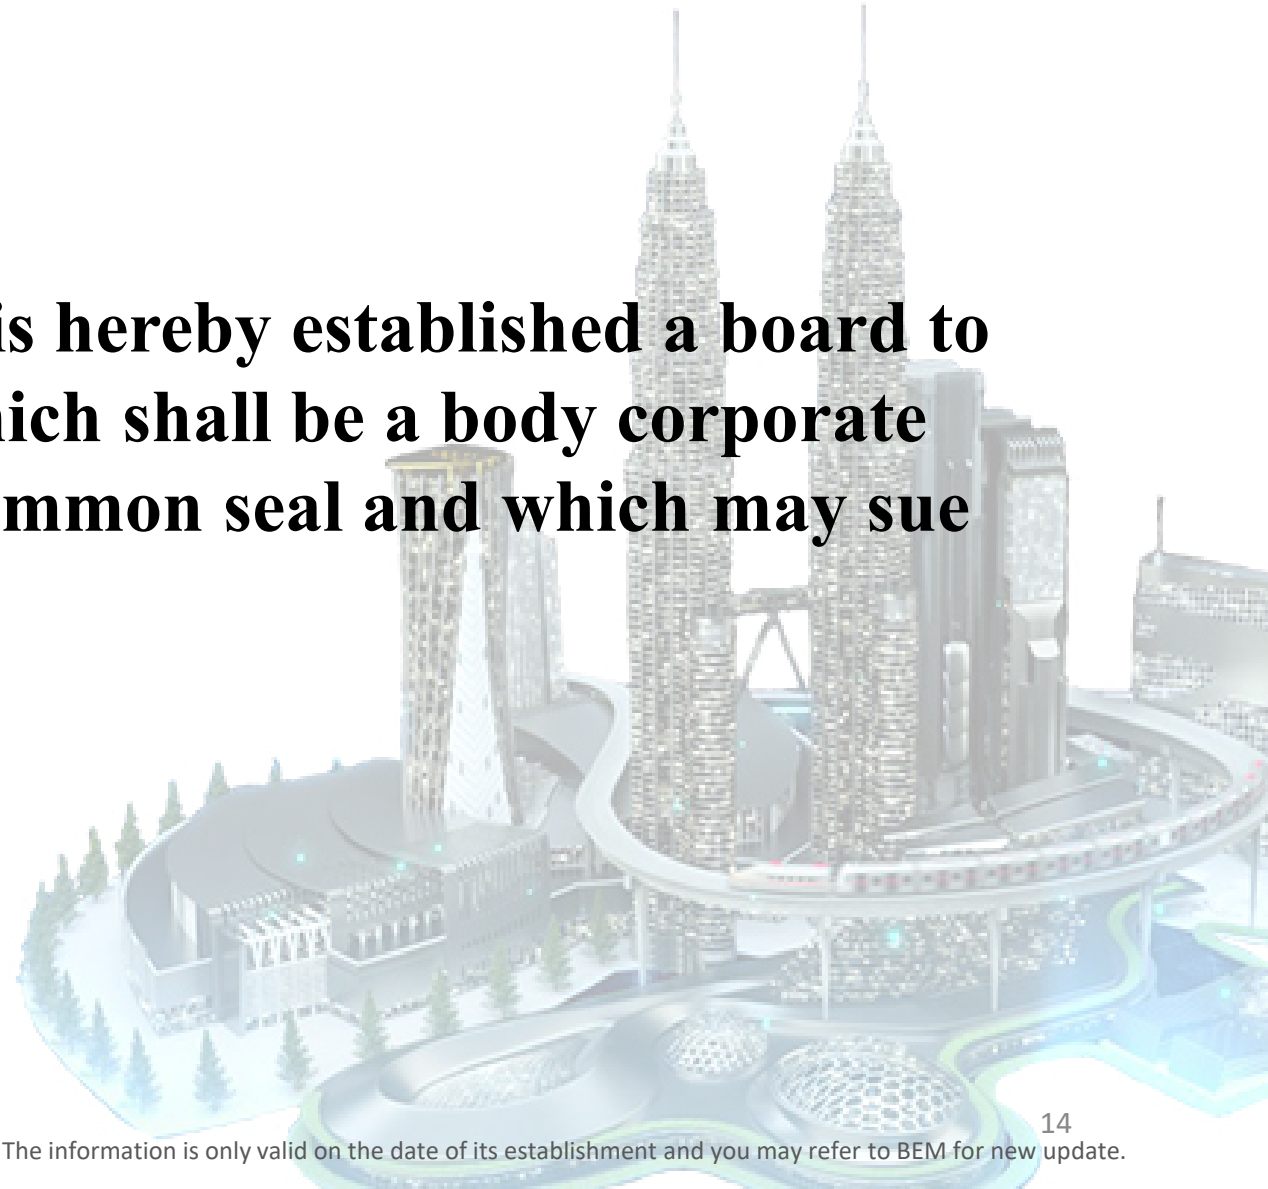 is hereby established a board to
hich shall be a body corporate
mmon seal and which may sue
14
The information is only valid on the date of its establishment and you may refer to BEM for new update.